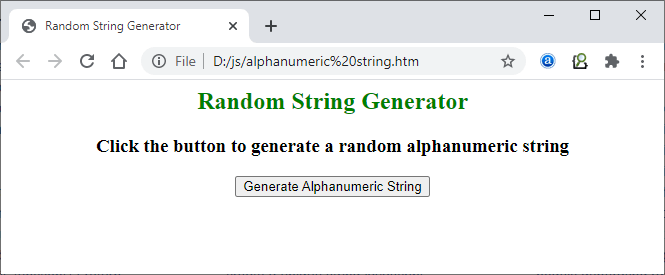 Random String Generator
File D:/js/alphanumeric%20string.htm
Random String Generator
Click the button to generate a random alphanumeric string
Generate Alphanumeric String